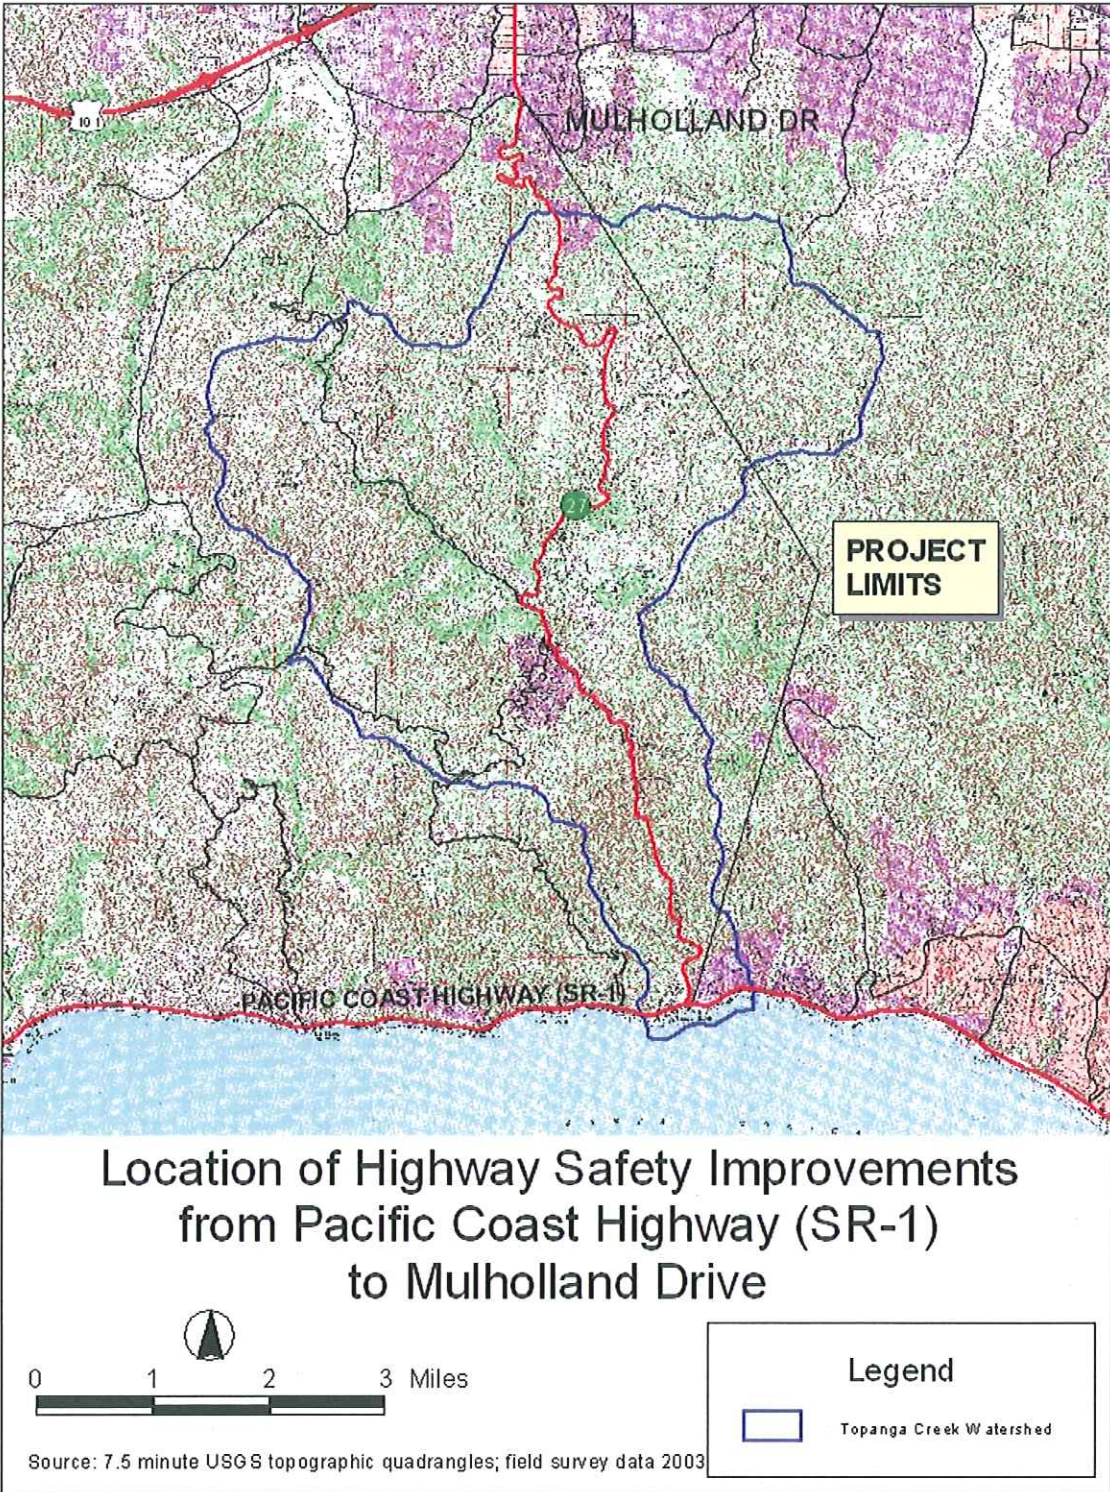 MULHOLLAND DR
101
27
PROJECT
LIMITS
PACIFIC COAST HIGHWAY (SR-1)
Location of Highway Safety Improvements
from Pacific Coast Highway (SR-1)
to Mulholland Drive
0 1 2 3 Miles
Legend
Topanga Creek Watershed
Source: 7.5 minute USGS topographic quadrangles; field survey data 2003